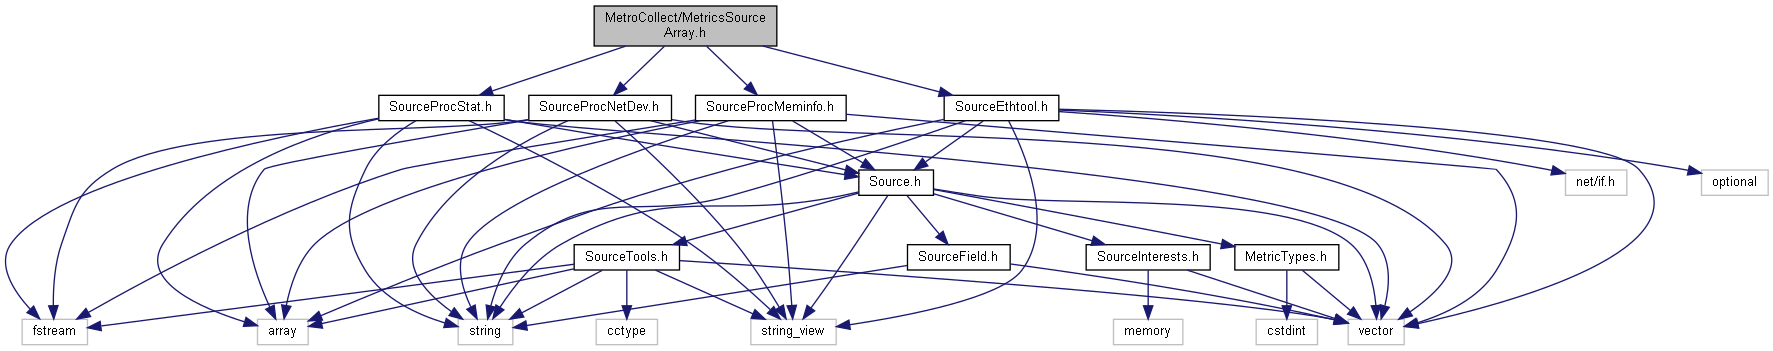 MetroCollect/MetricsSource
Array.h
SourceProcStat.h
SourceProcNetDev.h
SourceProcMeminfo.h
SourceEthtool.h
Source.h
net/if.h
optional
SourceTools.h
SourceField.h
SourceInterests.h
MetricTypes.h
fstream
array
string
cctype
string_view
memory
cstdint
vector